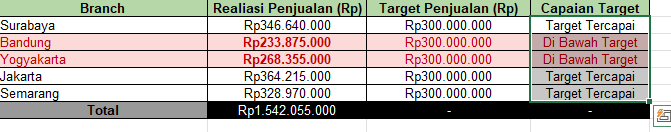 Branch Realiasi Penjualan (Rp) Target Penjualan (Rp) Capaian Target
Surabaya Rp346.640.000 Rp300.000.000 Target Tercapai
Bandung Rp233.875.000 Rp300.000.000 Di Bawah Target
Yogyakarta Rp268.355.000 Rp300.000.000 Di Bawah Target
Jakarta Rp364.215.000 Rp300.000.000 Target Tercapai
Semarang Rp328.970.000 Rp300.000.000 Target Tercapai
Total Rp1.542.055.000 - -